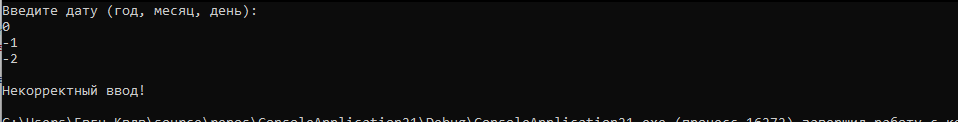 Введите дату (год, месяц, день):
0
-1
-2
Некорректный ввод!